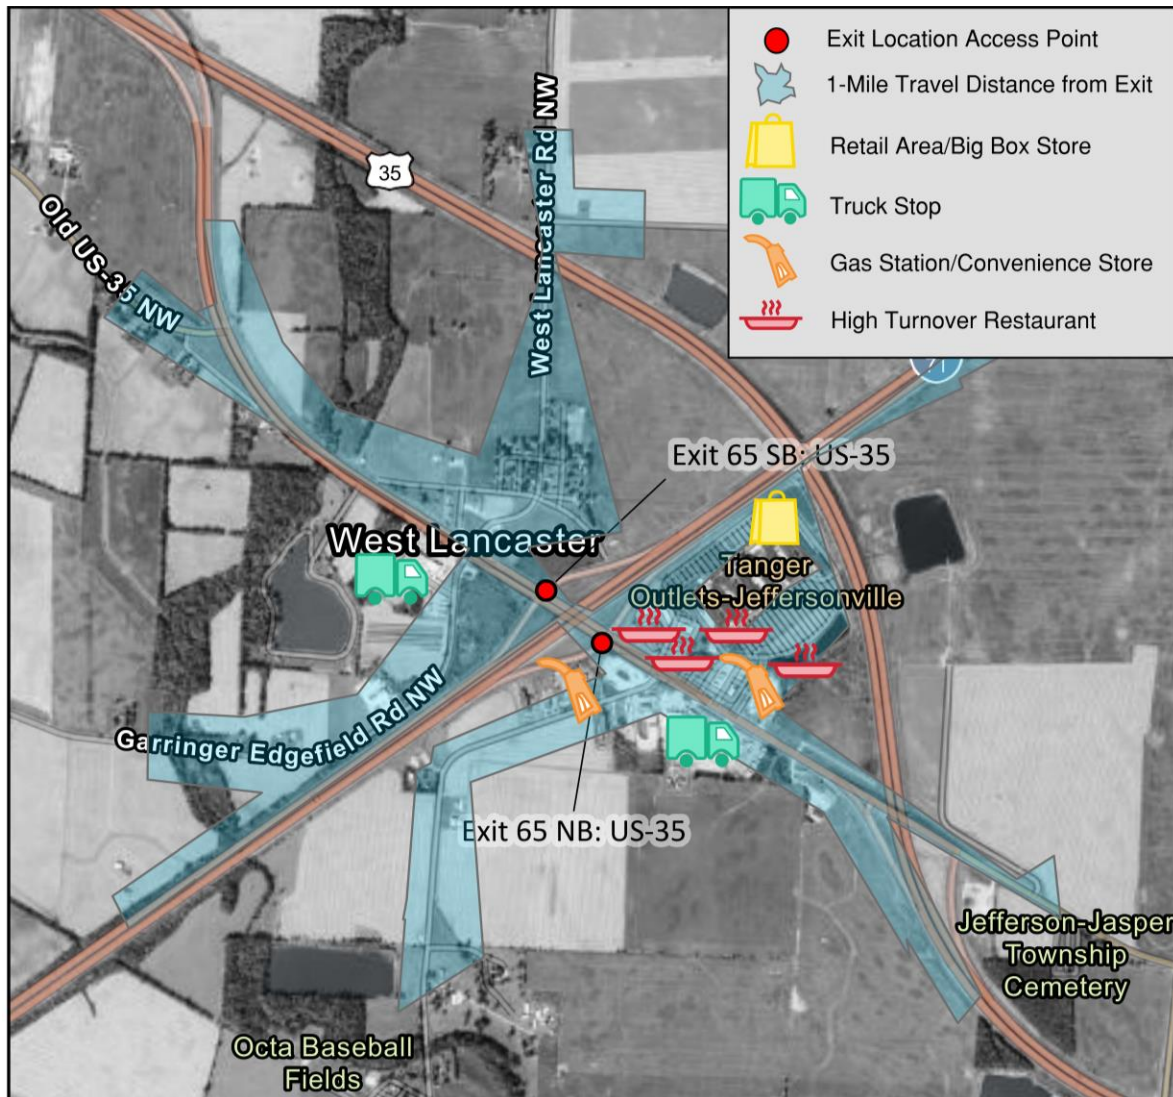 Exit Location Access Point
1-Mile Travel Distance from Exit
Retail Area/Big Box Store
Truck Stop
Gas Station/Convenience Store
High Turnover Restaurant
35
West Lancaster Rd NW
Old US-35 NW
71
Exit 65 SB: US-35
West Lancaster
Tanger
Outlets-Jeffersonville
Garringer Edgefield Rd NW
Exit 65 NB: US-35
Jefferson-Jasper
Township
Cemetery
Octa Baseball
Fields